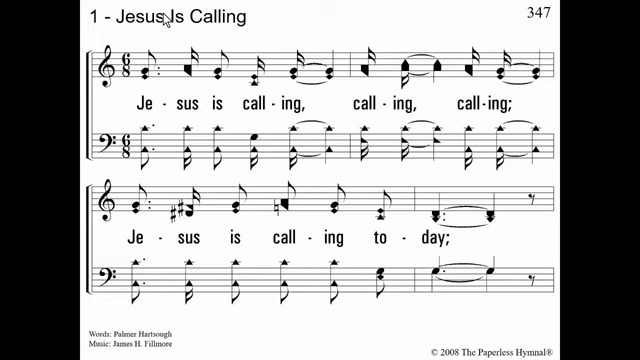 1 - Jesus Is Calling
347
Je - sus is call - ing, call - ing, call - ing;
Je - sus is call - ing to - day;
Words: Palmer Hartsough
Music: James H. Fillmore
© 2008 The Paperless Hymnal®